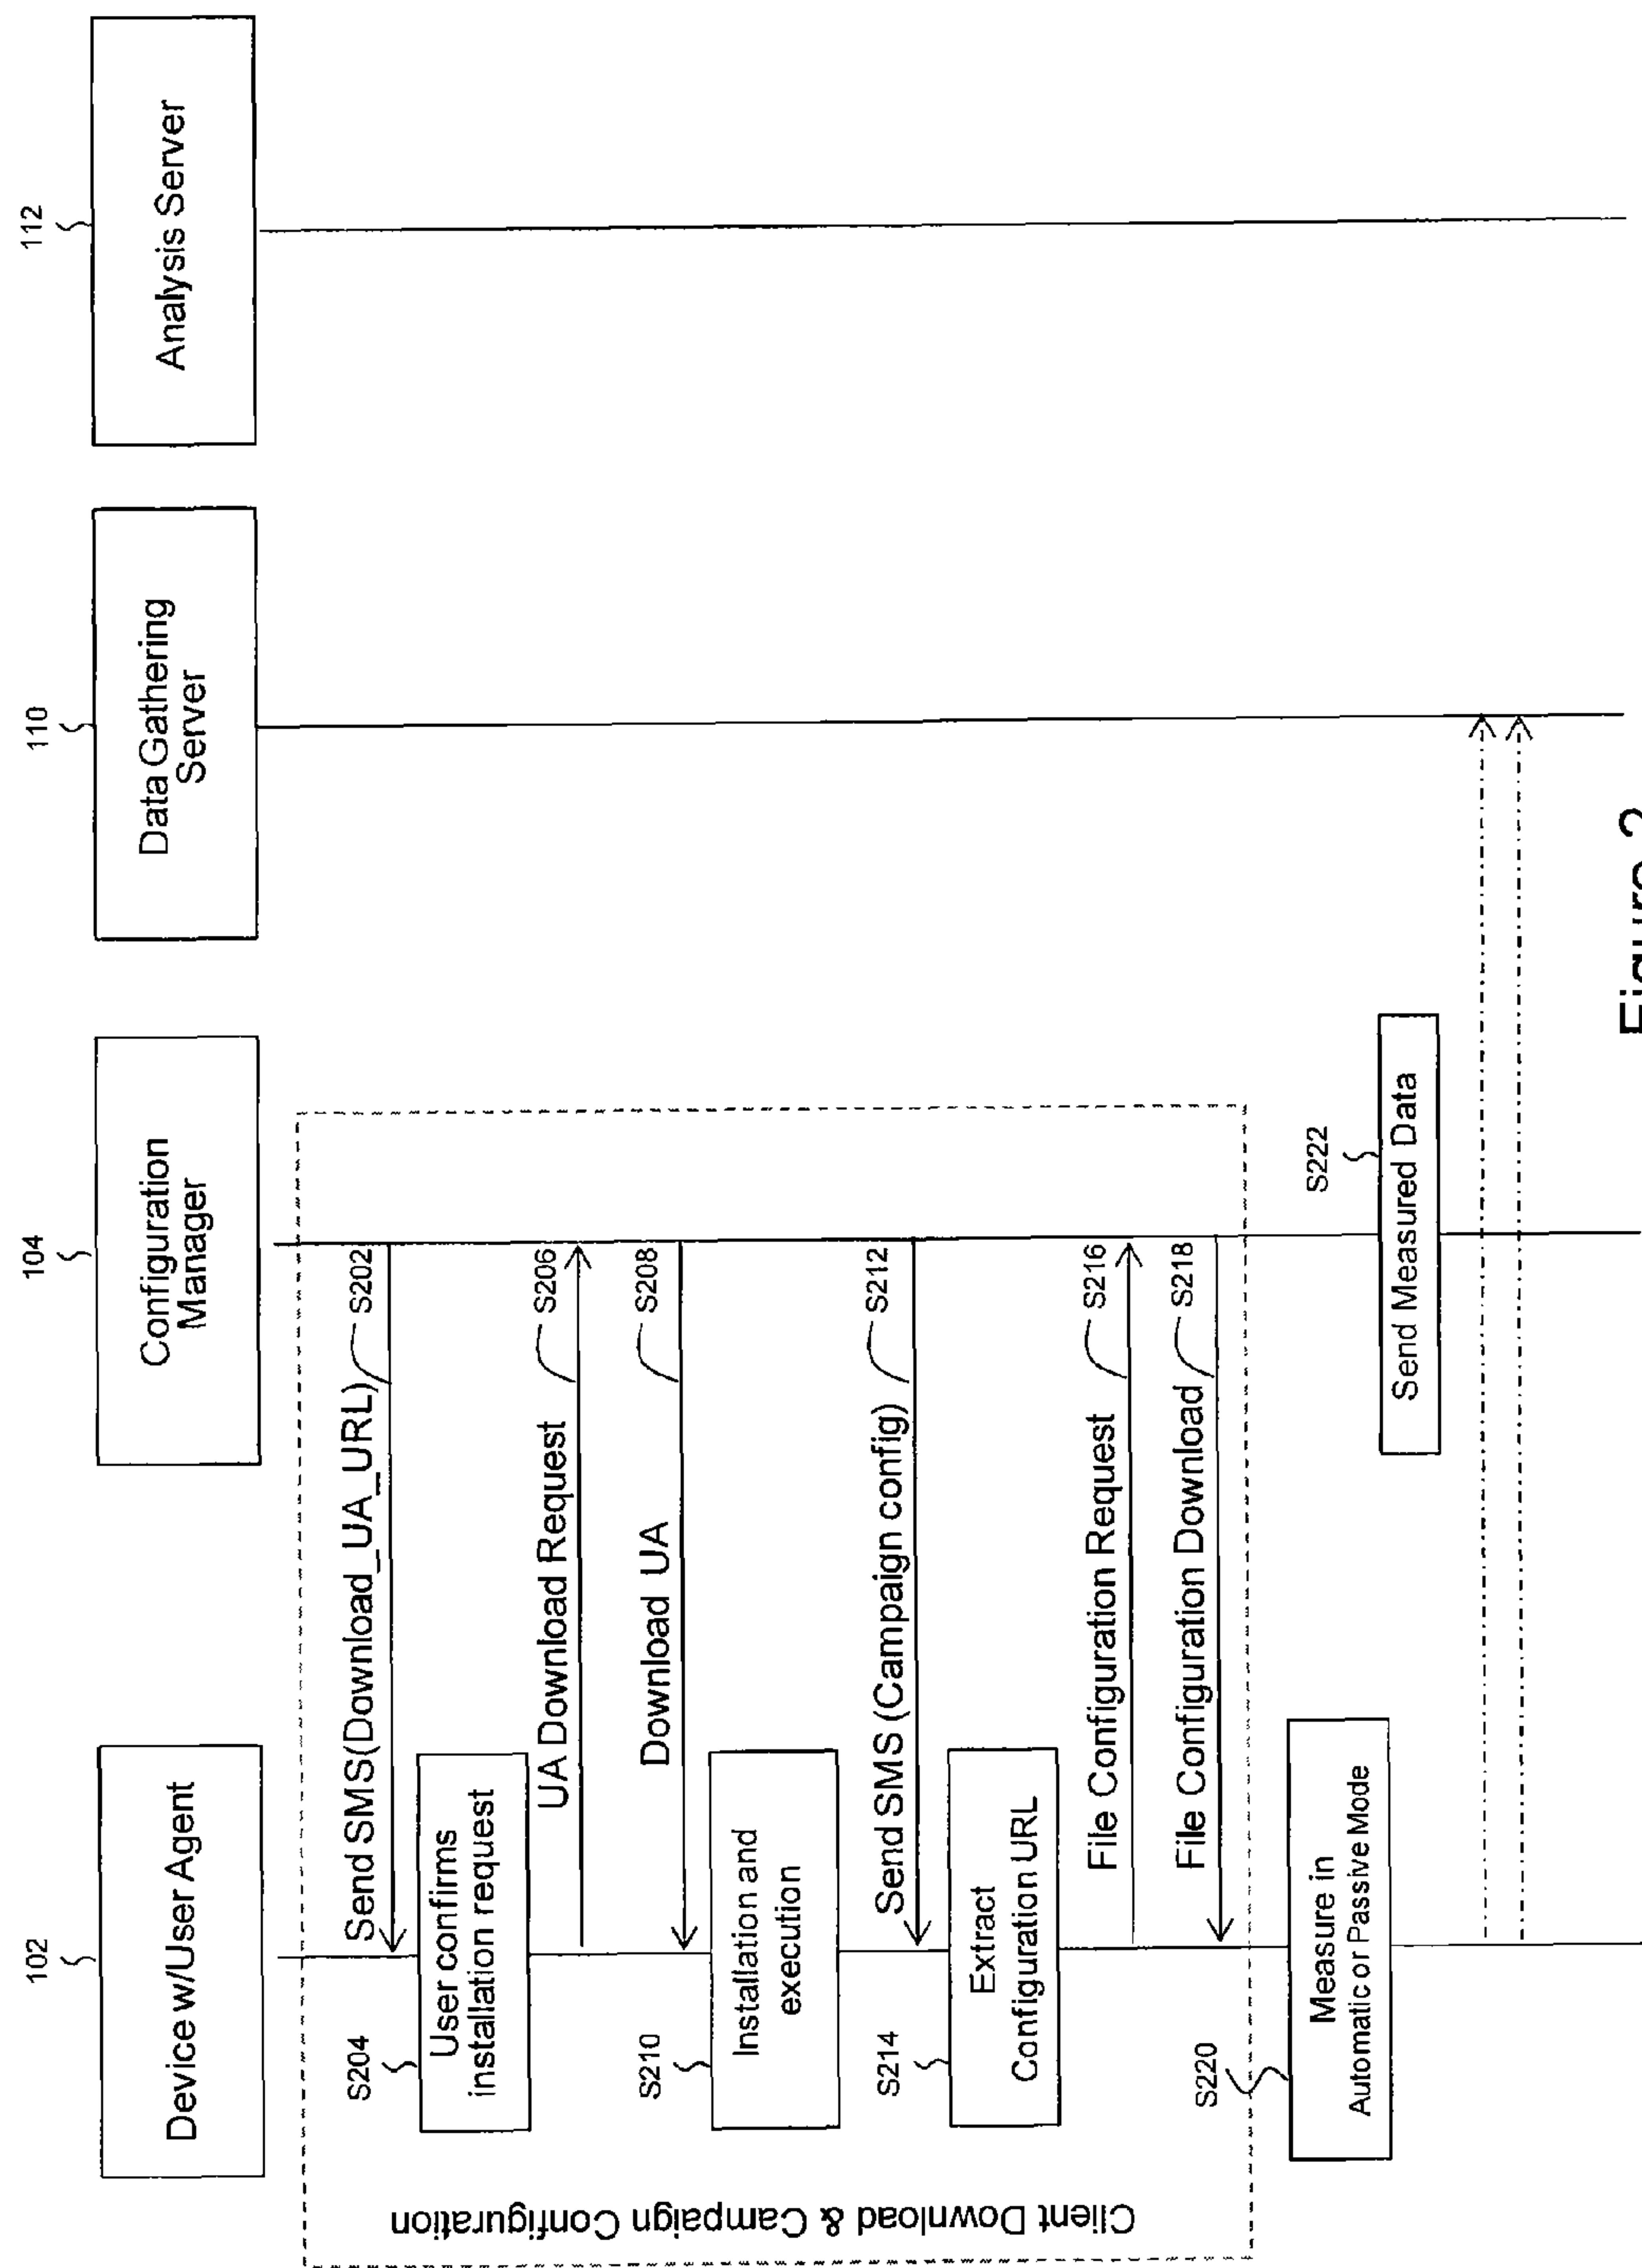 102
Device w/User Agent
104
Configuration
Manager
110
Data Gathering
Server
112
Analysis Server
Client Download & Campaign Configuration
Send SMS(Download_UA_URL)
S202
S204
User confirms
installation request
UA Download Request
S206
Download UA
S208
S210
Installation and
execution
Send SMS (Campaign config)
S212
S214
Extract
Configuration URL
File Configuration Request
S216
File Configuration Download
S218
S220
Measure in
Automatic or Passive Mode
S222
Send Measured Data
Figure 2